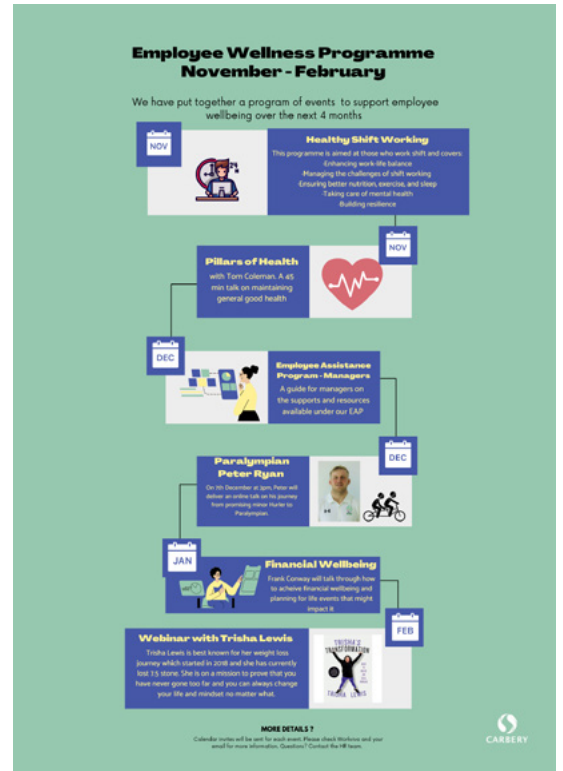 Employee Wellness Programme
November - February
We have put together a program of events to support employee
wellbeing over the next 4 months
NOV
Healthy Shift Working
This programme is aimed at those who work shift and covers:
·Enhancing work-life balance
·Managing the challenges of shift working
·Ensuring better nutrition, exercise, and sleep
·Taking care of mental health
·Building resilience
NOV
Pillars of Health
with Tom Coleman. A 45
min talk on maintaining
general good health
DEC
Employee Assistance
Program - Managers
A guide for managers on
the supports and resources
available under our EAP
DEC
Paralympian
Peter Ryan
On 7th December at 2pm, Peter will
deliver an online talk on his journey
from promising minor Hurler to
Paralympian.
JAN
Financial Wellbeing
Frank Conway will talk through how
to acheive financial wellbeing and
planning for life events that might
impact it
FEB
Webinar with Trisha Lewis
Trisha Lewis is best known for her weight loss
journey which started in 2018 and she has currently
lost 7.5 stone. She is on a mission to prove that you
have never gone too far and you can always change
your life and mindset no matter what.
TRISHA'S
TRANSFORMATION
TRISHA LEWIS
MORE DETAILS ?
Calendar invites will be sent for each event. Please check Workvivo and your
email for more information. Questions? Contact the HR team.
CARBERY